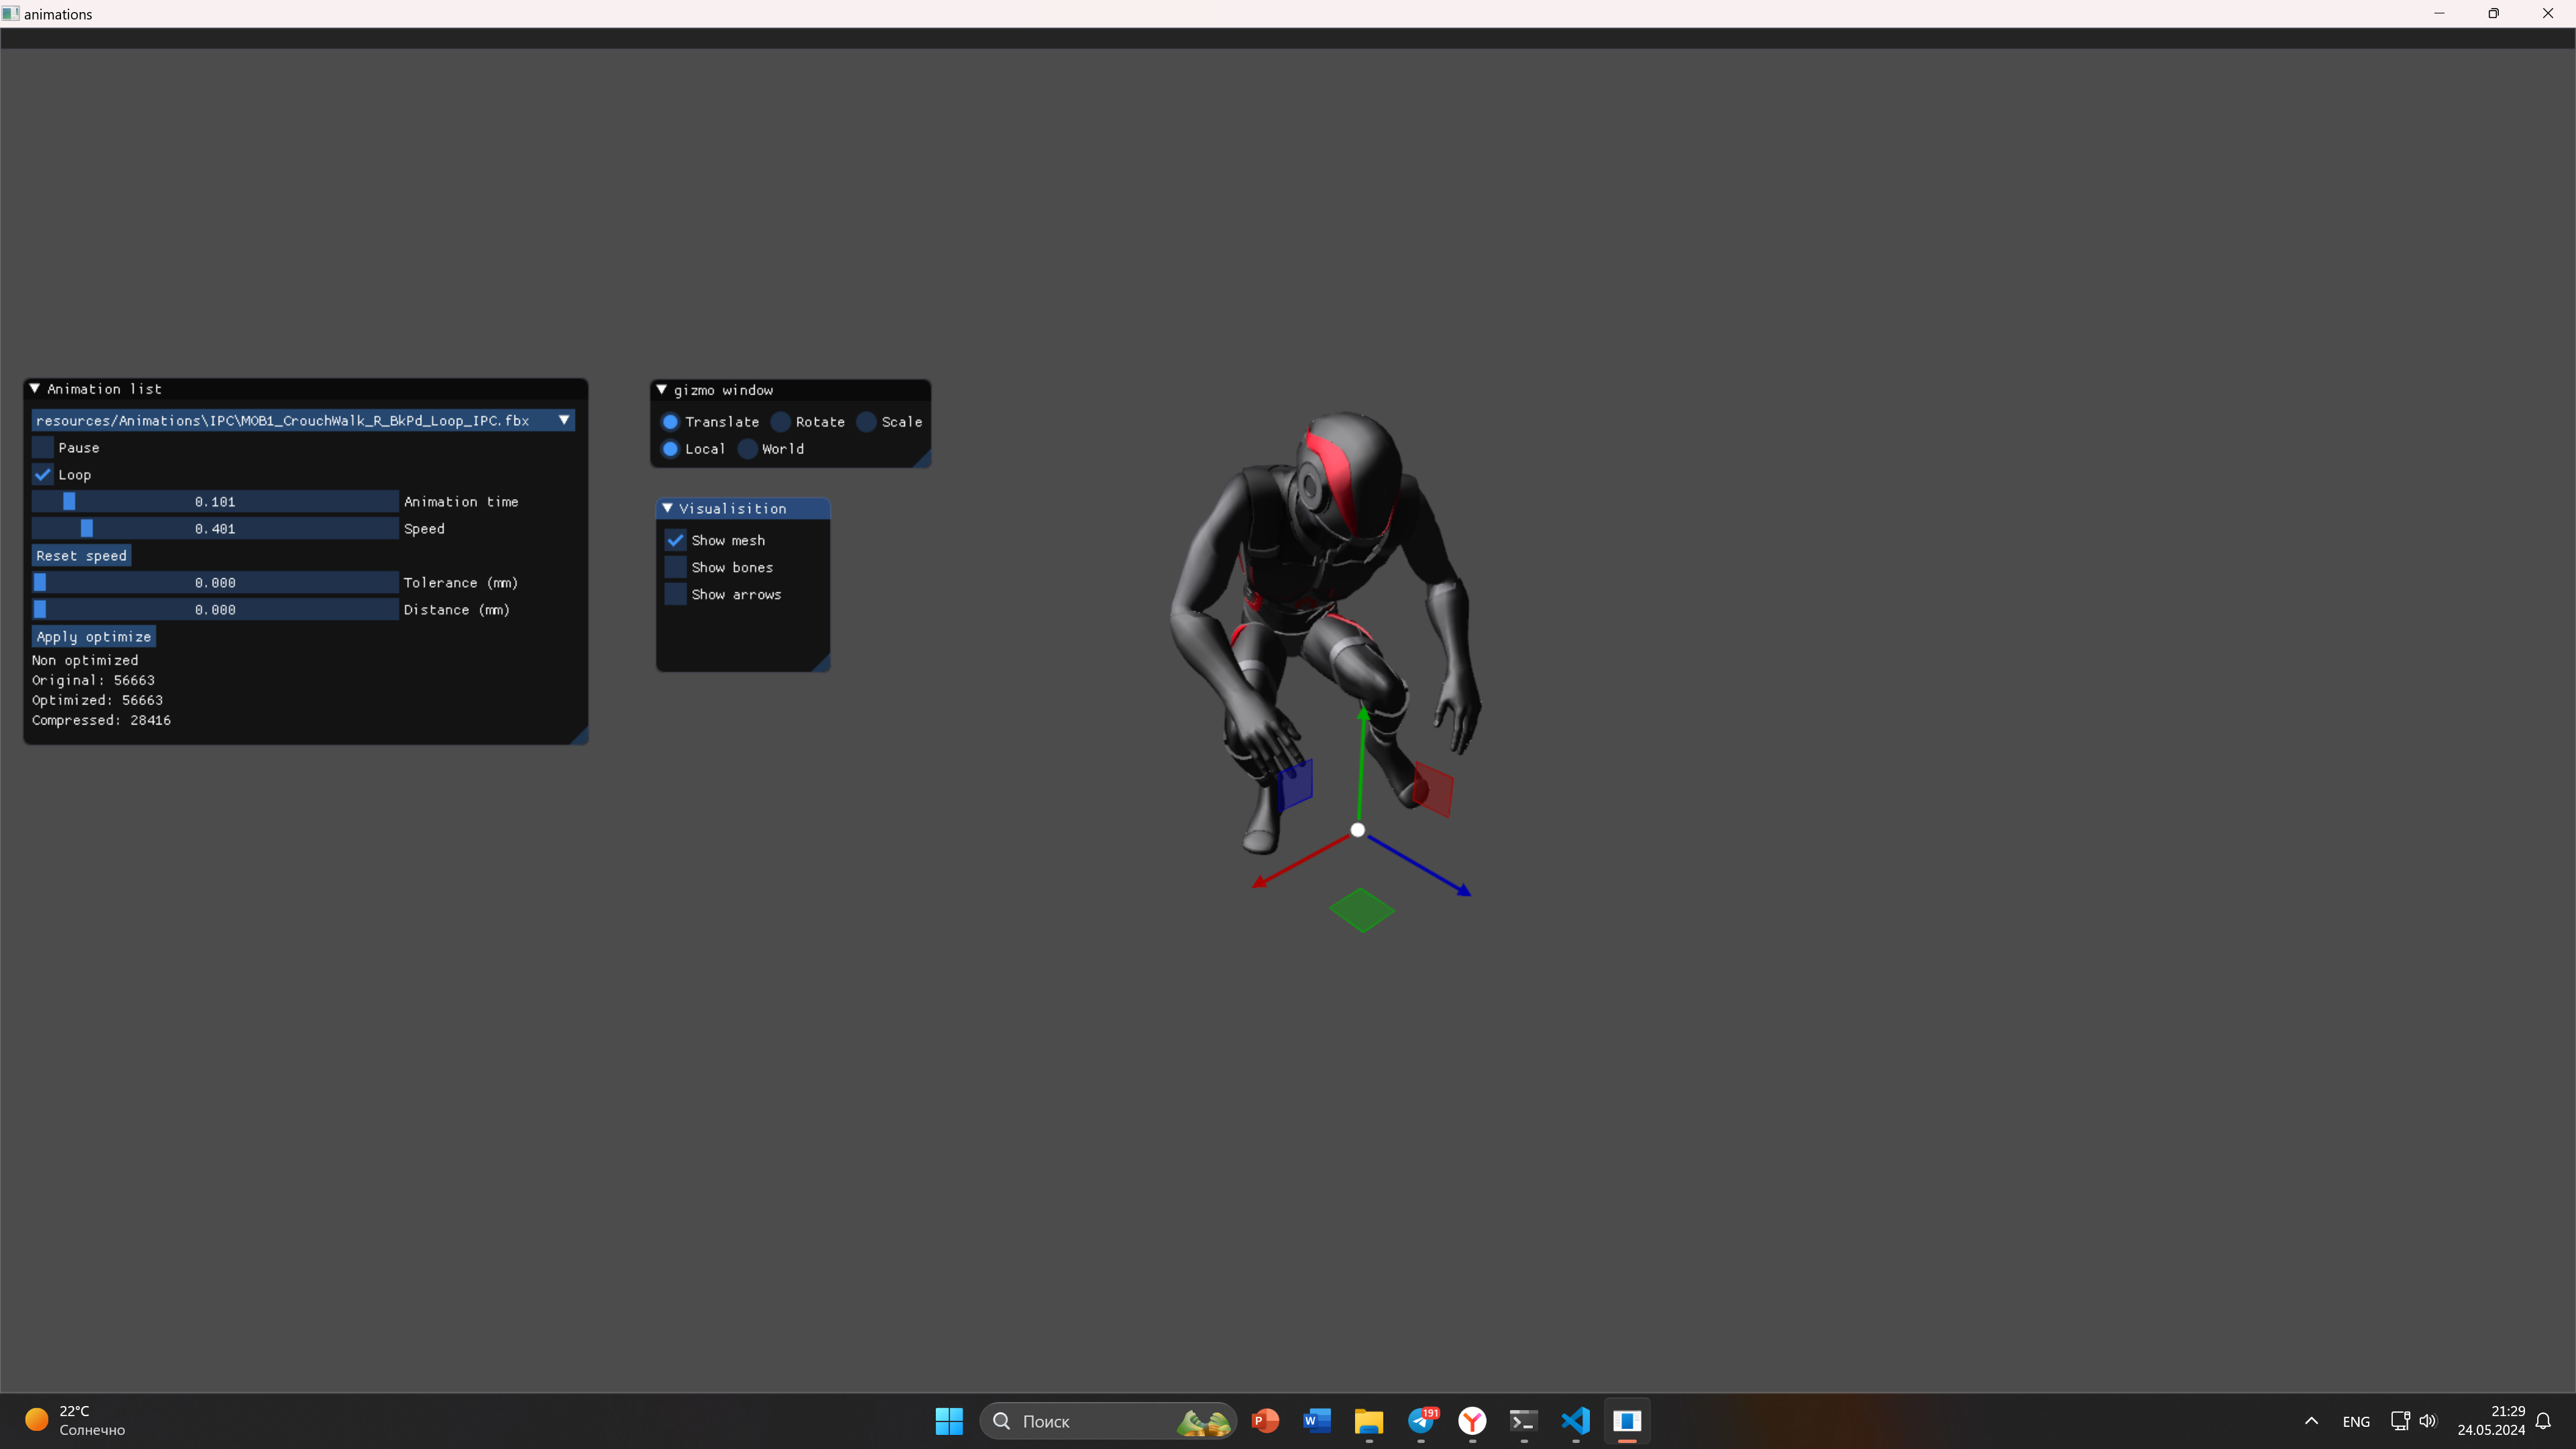 animations
Animation list
resources/Animations\IPC\MOB1_CrouchWalk_R_BkPd_Loop_IPC.fbx
Pause
Loop
0.101 Animation time
0.401 Speed
Reset speed
0.000 Tolerance (mm)
0.000 Distance (mm)
Apply optimize
Non optimized
Original: 56663
Optimized: 56663
Compressed: 28416
gizmo window
Translate Rotate Scale
Local World
Visualisition
Show mesh
Show bones
Show arrows
22°C
Солнечно
Поиск
P
W
191
ENG
21:29
24.05.2024